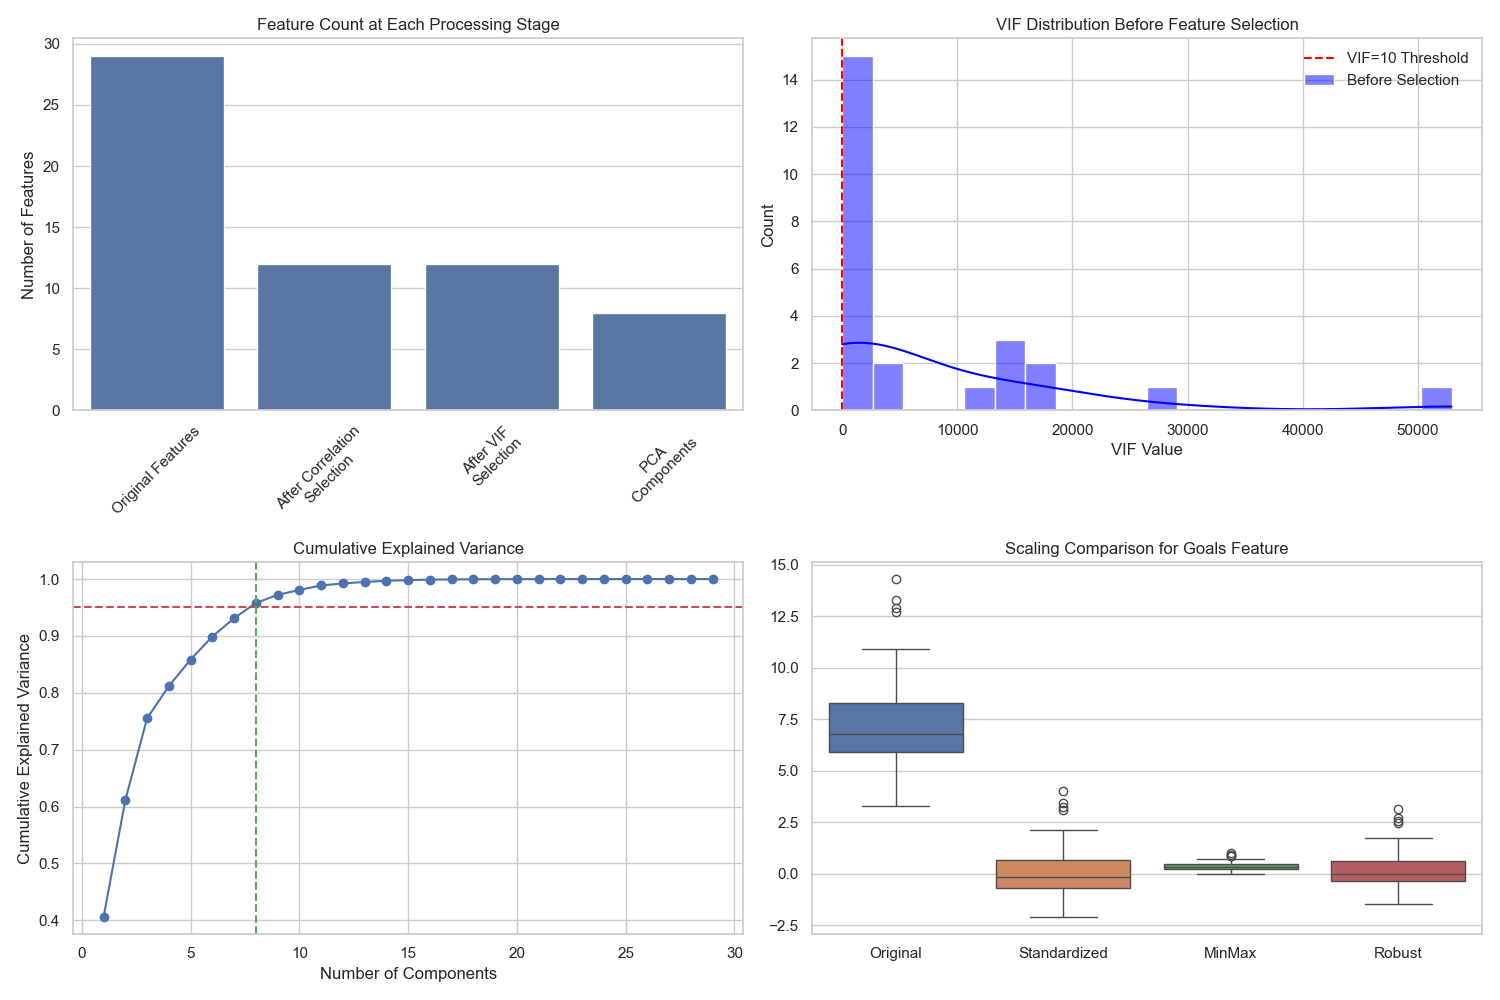 Feature Count at Each Processing Stage
30
25
20
15
10
5
0
Number of Features
Original Features
After Correlation
Selection
After VIF
Selection
PCA
Components
VIF Distribution Before Feature Selection
VIF=10 Threshold
Before Selection
14
12
10
8
6
4
2
0
Count
0
10000
20000
30000
40000
50000
VIF Value
Cumulative Explained Variance
1.0
0.9
0.8
0.7
0.6
0.5
0.4
Cumulative Explained Variance
0
5
10
15
20
25
30
Number of Components
Scaling Comparison for Goals Feature
15.0
12.5
10.0
7.5
5.0
2.5
0.0
−2.5
Original
Standardized
MinMax
Robust